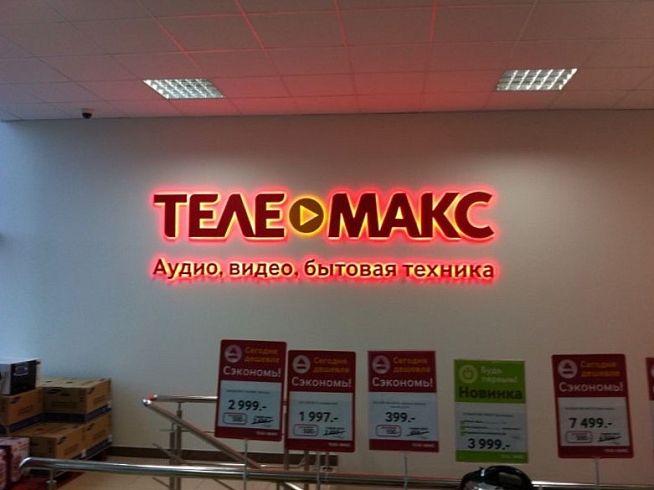 ТЕЛЕ МАКС
Аудио, видео, бытовая техника
Сегодня
дешевле
Сэкономь!
2 999.-
Сегодня
дешевле
Сэкономь!
1 997.-
Сегодня
дешевле
Сэкономь!
399.-
Будь
первым!
Новинка
3 999.-
Сегодня
дешевле
Сэкономь!
7 499.-